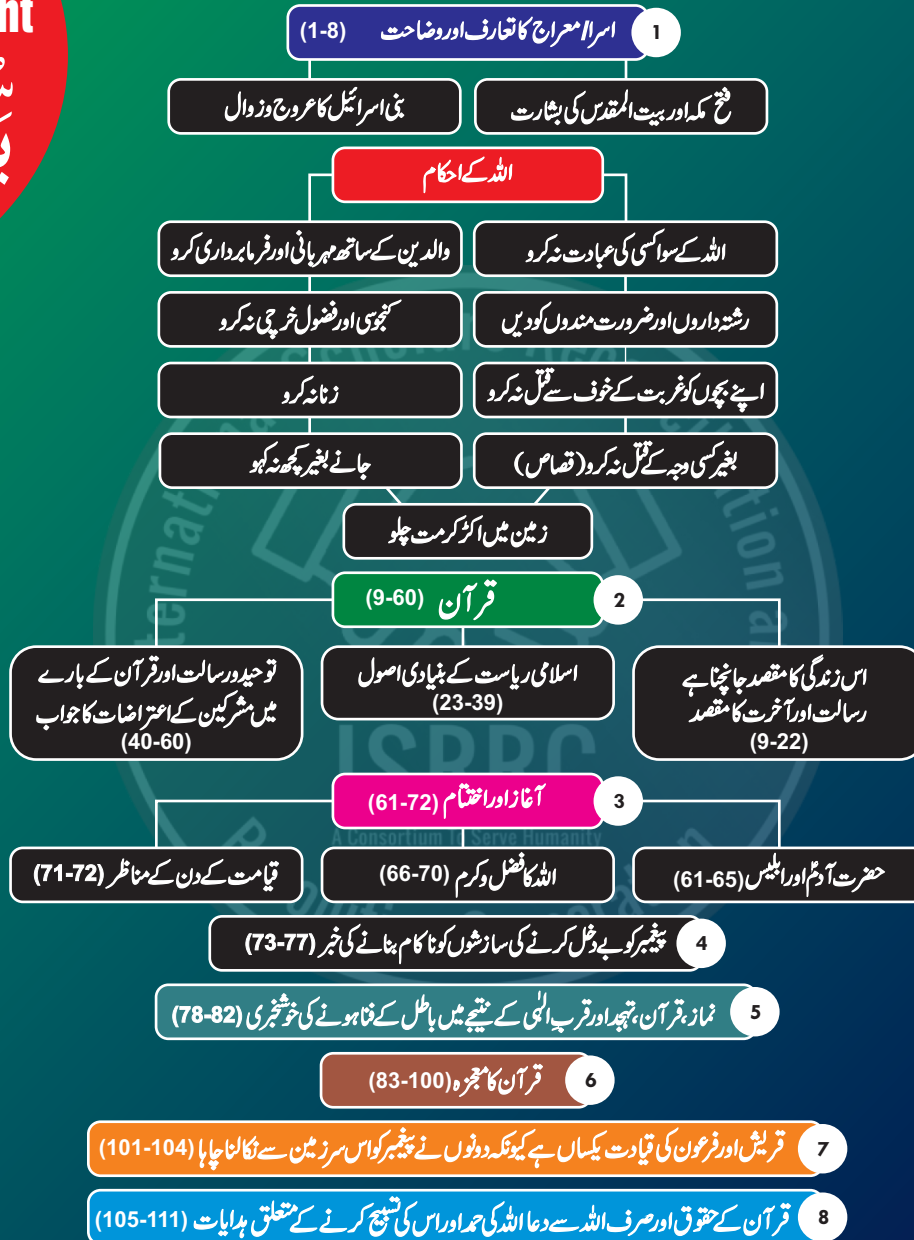 ht
1 اسرا/معراج کا تعارف اور وضاحت (1-8)
فتح مکہ اور بیت المقدس کی بشارت
بنی اسرائیل کا عروج و زوال
اللہ کے احکام
اللہ کے سوا کسی کی عبادت نہ کرو
والدین کے ساتھ مہربانی اور فرمابرداری کرو
رشتہ داروں اور ضرورت مندوں کو دیں
کنجوسی اور فضول خرچی نہ کرو
اپنے بچوں کو غربت کے خوف سے قتل نہ کرو
زنا نہ کرو
بغیر کسی وجہ کے قتل نہ کرو (قصاص)
جانے بغیر کچھ نہ کہو
زمین میں اکڑ کر مت چلو
2 قرآن (9-60)
اس زندگی کا مقصد جانچنا ہے
رسالت اور آخرت کا مقصد
(9-22)
اسلامی ریاست کے بنیادی اصول
(23-39)
توحید ورسالت اور قرآن کے بارے
میں مشرکین کے اعتراضات کا جواب
(40-60)
3 آغاز اور اختتام (61-72)
حضرت آدمؑ اور ابلیس (61-65)
اللہ کا فضل و کرم (66-70)
قیامت کے دن کے مناظر (71-72)
A Consortium To Serve Humanity
4 پیغمبر کو بے دخل کرنے کی سازشوں کو ناکام بنانے کی خبر (73-77)
5 نماز، قرآن، تہجد اور قربِ الٰہی کے نتیجے میں باطل کے فنا ہونے کی خوشخبری (78-82)
6 قرآن کا معجزہ (83-100)
7 قریش اور فرعون کی قیادت یکساں ہے کیونکہ دونوں نے پیغمبر کو اس سرزمین سے نکالنا چاہا (101-104)
8 قرآن کے حقوق اور صرف اللہ سے دعا اللہ کی حمد اور اس کی تسبیح کرنے کے متعلق ہدایات (105-111)